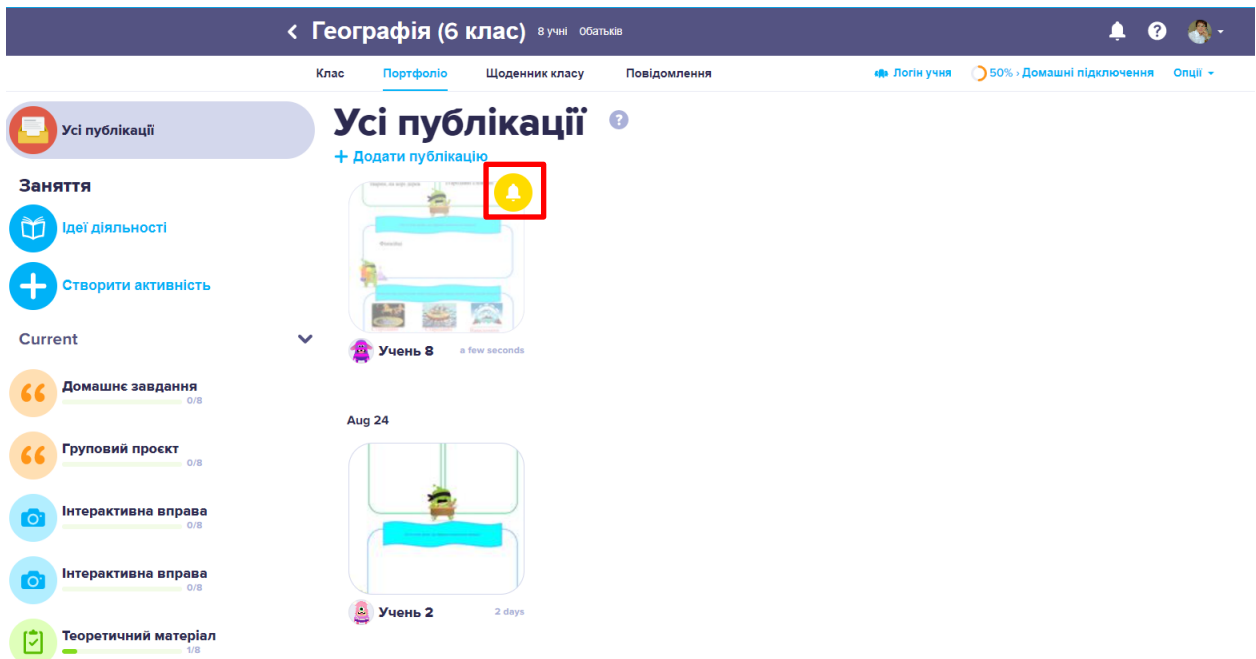 Географія (6 клас) 8 учні 0батьків
Клас Портфоліо Щоденник класу Повідомлення Логін учня 50% › Домашні підключення Опції
Усі публікації
Усі публікації ?
+ Додати публікацію
Заняття
Ідеї діяльності
Створити активність
Current
Домашнє завдання
0/8
Груповий проєкт
0/8
Інтерактивна вправа
0/8
Інтерактивна вправа
0/8
Теоретичний матеріал
1/8
Учень 8 a few seconds
Aug 24
Учень 2 2 days